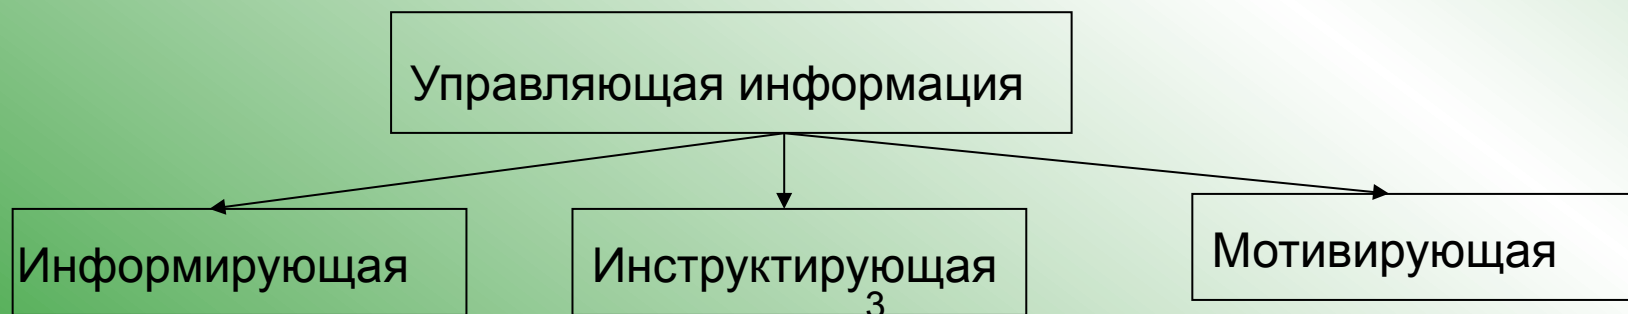 Управляющая информация
Информирующая
Инструктирующая
Мотивирующая
3